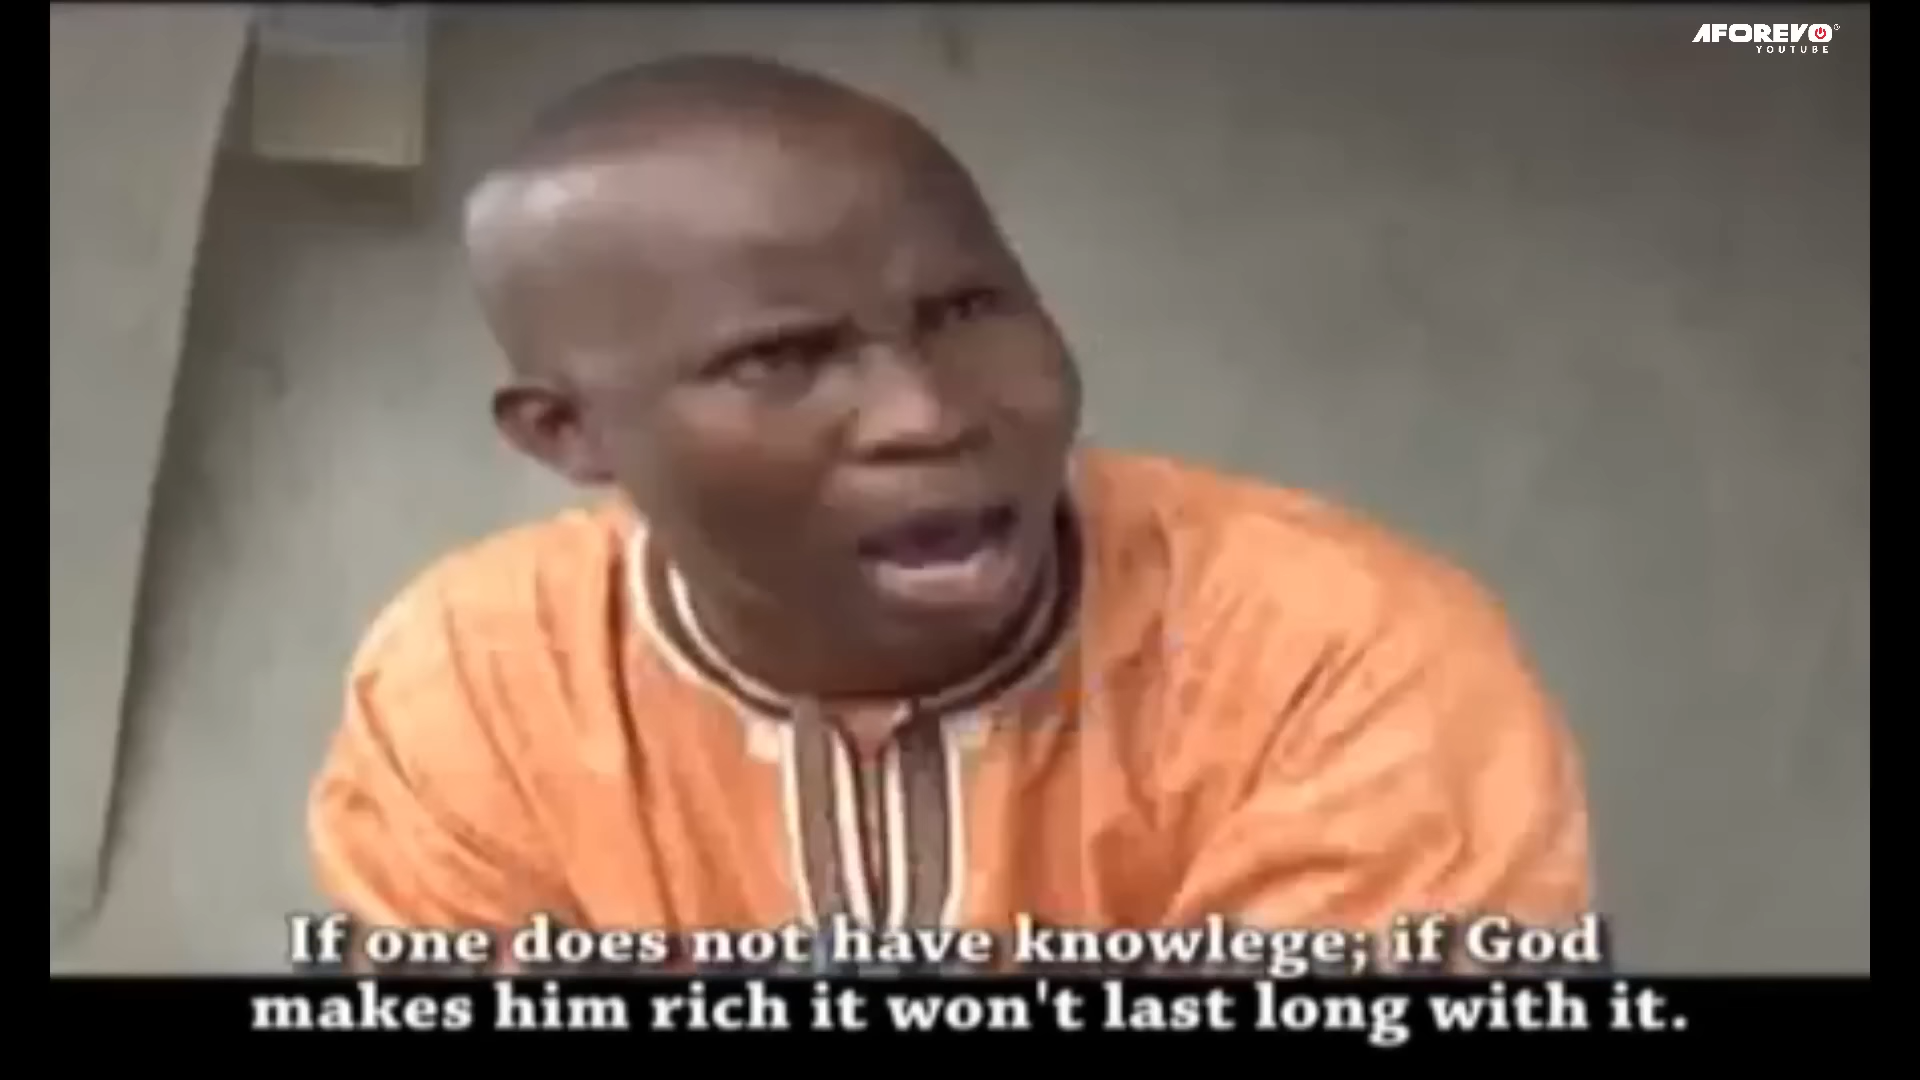 AFOREVO
YOUTUBE
If one does not have knowlege; if God
makes him rich it won't last long with it.